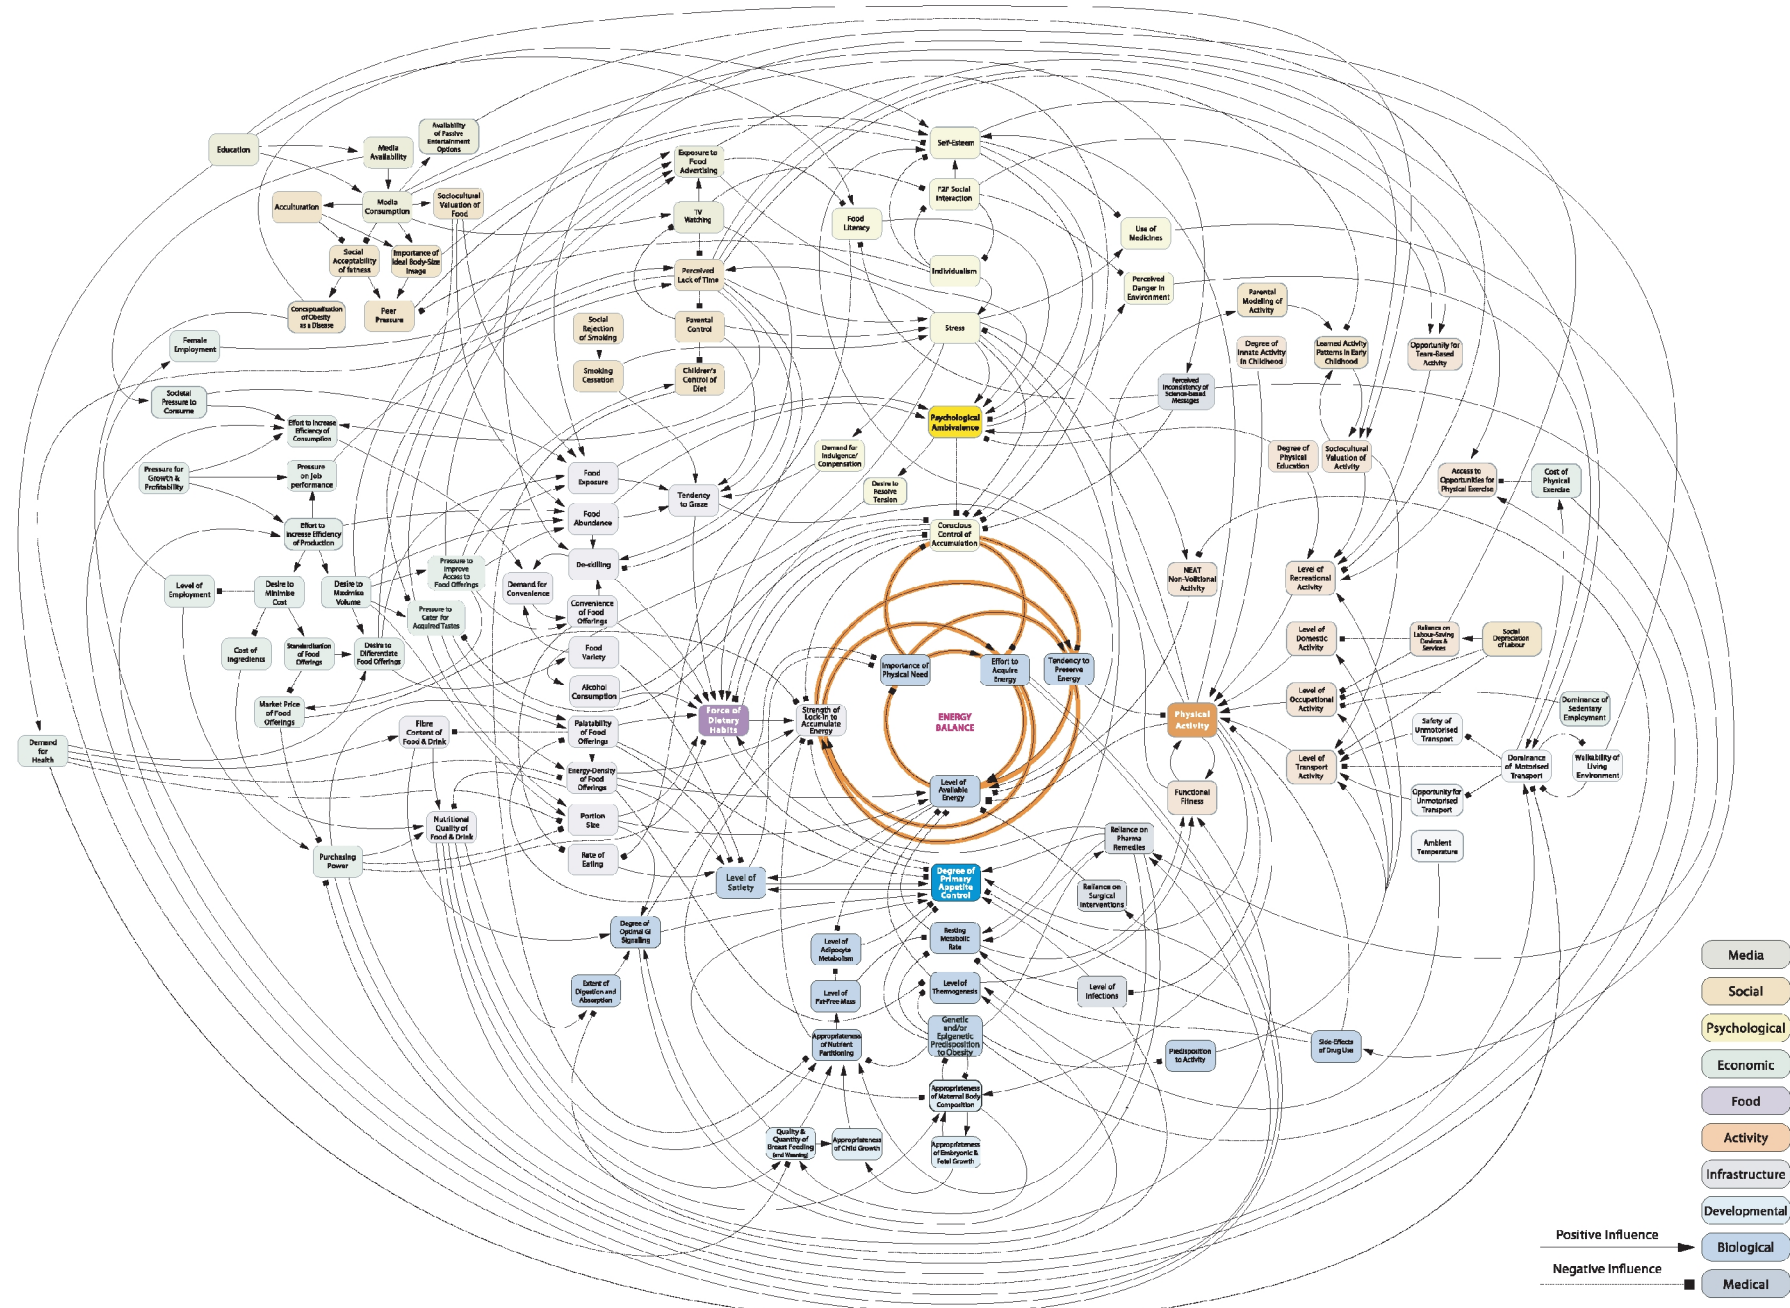 Education
Media
Availability
Availability
of Passive
Entertainment
Options
Acculturation
Media
Consumption
Sociocultural
Valuation of
Food
Social
Acceptability
of fatness
Importance of
Ideal Body-Size
Image
Conceptualisation
of Obesity
as a Disease
Peer
Pressure
Exposure to
Food
Advertising
TV
Watching
Perceived
Lack of Time
Parental
Control
Children's
Control of
Diet
Social
Rejection
of Smoking
Smoking
Cessation
Food
Literacy
Self-Esteem
F2F Social
Interaction
Individualism
Stress
Psychological
Ambivalence
Demand for
Indulgence/
Compensation
Desire to
Resolve
Tension
Conscious
Control of
Accumulation
Use of
Medicines
Perceived
Danger in
Environment
Perceived
Inconsistency of
Science-based
Messages
Parental
Modelling of
Activity
Degree of
Innate Activity
in Childhood
Learned Activity
Patterns in Early
Childhood
Opportunity for
Team-Based
Activity
Degree of
Physical
Education
Sociocultural
Valuation of
Activity
Access to
Opportunities for
Physical Exercise
Cost of
Physical
Exercise
Female
Employment
Societal
Pressure to
Consume
Effort to Increase
Efficiency of
Consumption
Pressure for
Growth &
Profitability
Pressure
on Job
performance
Effort to
Increase Efficiency
of Production
Level of
Employment
Desire to
Minimise
Cost
Desire to
Maximise
Volume
Pressure to
Improve
Access to
Food Offerings
Pressure to
Cater for
Acquired Tastes
Cost of
Ingredients
Standardisation
of Food
Offerings
Desire to
Differentiate
Food Offerings
Market Price
of Food
Offerings
Demand
for
Health
Purchasing
Power
Food
Exposure
Food
Abundance
Tendency
to Graze
De-skilling
Demand for
Convenience
Convenience
of Food
Offerings
Food
Variety
Alcohol
Consumption
Fibre
Content of
Food & Drink
Palatability
of Food
Offerings
Energy-Density
of Food
Offerings
Portion
Size
Rate of
Eating
Nutritional
Quality of
Food & Drink
Force of
Dietary
Habits
Strength of
Lock-in to
Accumulate
Energy
Importance of
Physical Need
Effort to
Acquire
Energy
Tendency to
Preserve
Energy
ENERGY
BALANCE
Level of
Available
Energy
NEAT
Non-Volitional
Activity
Level of
Recreational
Activity
Level of
Domestic
Activity
Reliance on
Labour-Saving
Devices &
Services
Social
Depreciation
of Labour
Level of
Occupational
Activity
Physical
Activity
Level of
Transport
Activity
Safety of
Unmotorised
Transport
Dominance of
Sedentary
Employment
Dominance
of Motorised
Transport
Walkability of
Living
Environment
Opportunity for
Unmotorised
Transport
Ambient
Temperature
Functional
Fitness
Reliance on
Pharma
Remedies
Reliance on
Surgical
Interventions
Level of
Satiety
Degree of
Primary
Appetite
Control
Degree of
Optimal GI
Signalling
Extent of
Digestion and
Absorption
Level of
Adipocyte
Metabolism
Resting
Metabolic
Rate
Level of
Fat-Free Mass
Level of
Thermogenesis
Level of
Infections
Appropriateness
of Nutrient
Partitioning
Genetic
and/or
Epigenetic
Predisposition
to Obesity
Predisposition
to Activity
Side-Effects
of Drug Use
Appropriateness
of Maternal Body
Composition
Quality &
Quantity of
Breast Feeding
(and Weaning)
Appropriateness
of Child Growth
Appropriateness
of Embryonic &
Fetal Growth
Media
Social
Psychological
Economic
Food
Activity
Infrastructure
Developmental
Biological
Medical
Positive Influence
Negative Influence